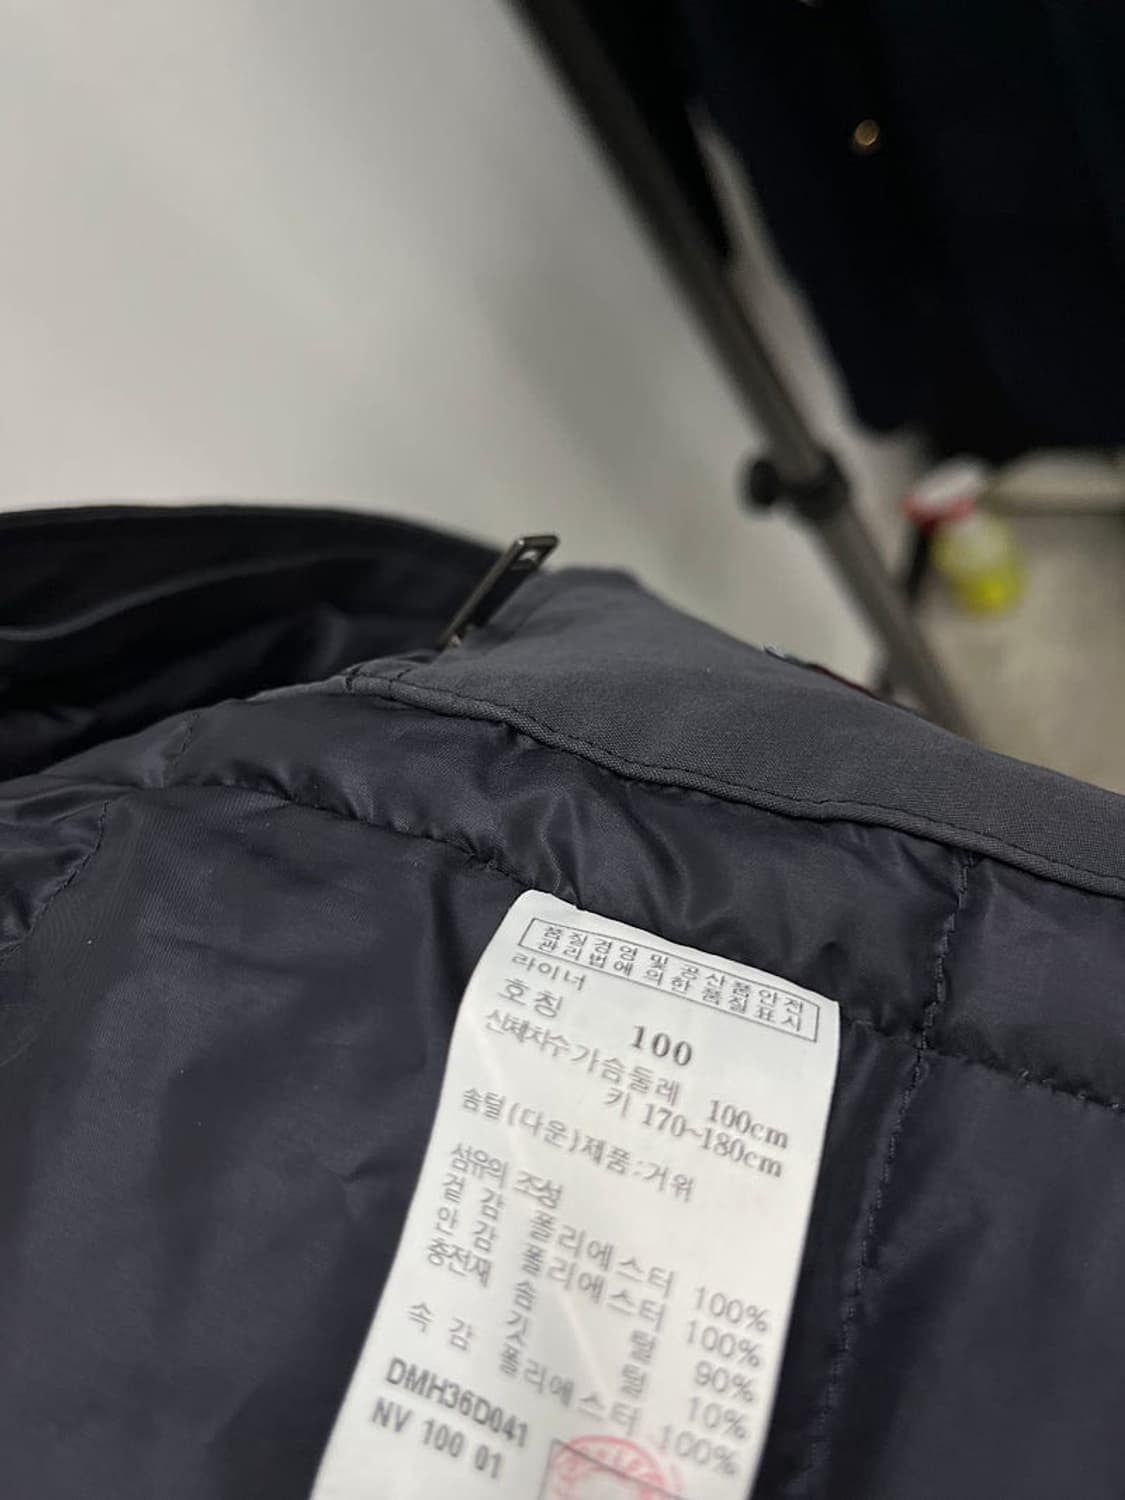 품질경영 및 공산품안전
관리법에 의한 품질표시
라이너
호칭 100
신체치수 가슴둘레 100cm
키 170~180cm
솜털(다운)제품:거위
섬유의 조성
겉감 폴리에스터 100%
안감 폴리에스터 100%
충전재 솜털 90%
깃털 10%
속감 폴리에스터 100%
DMH36D041
NV 100 01